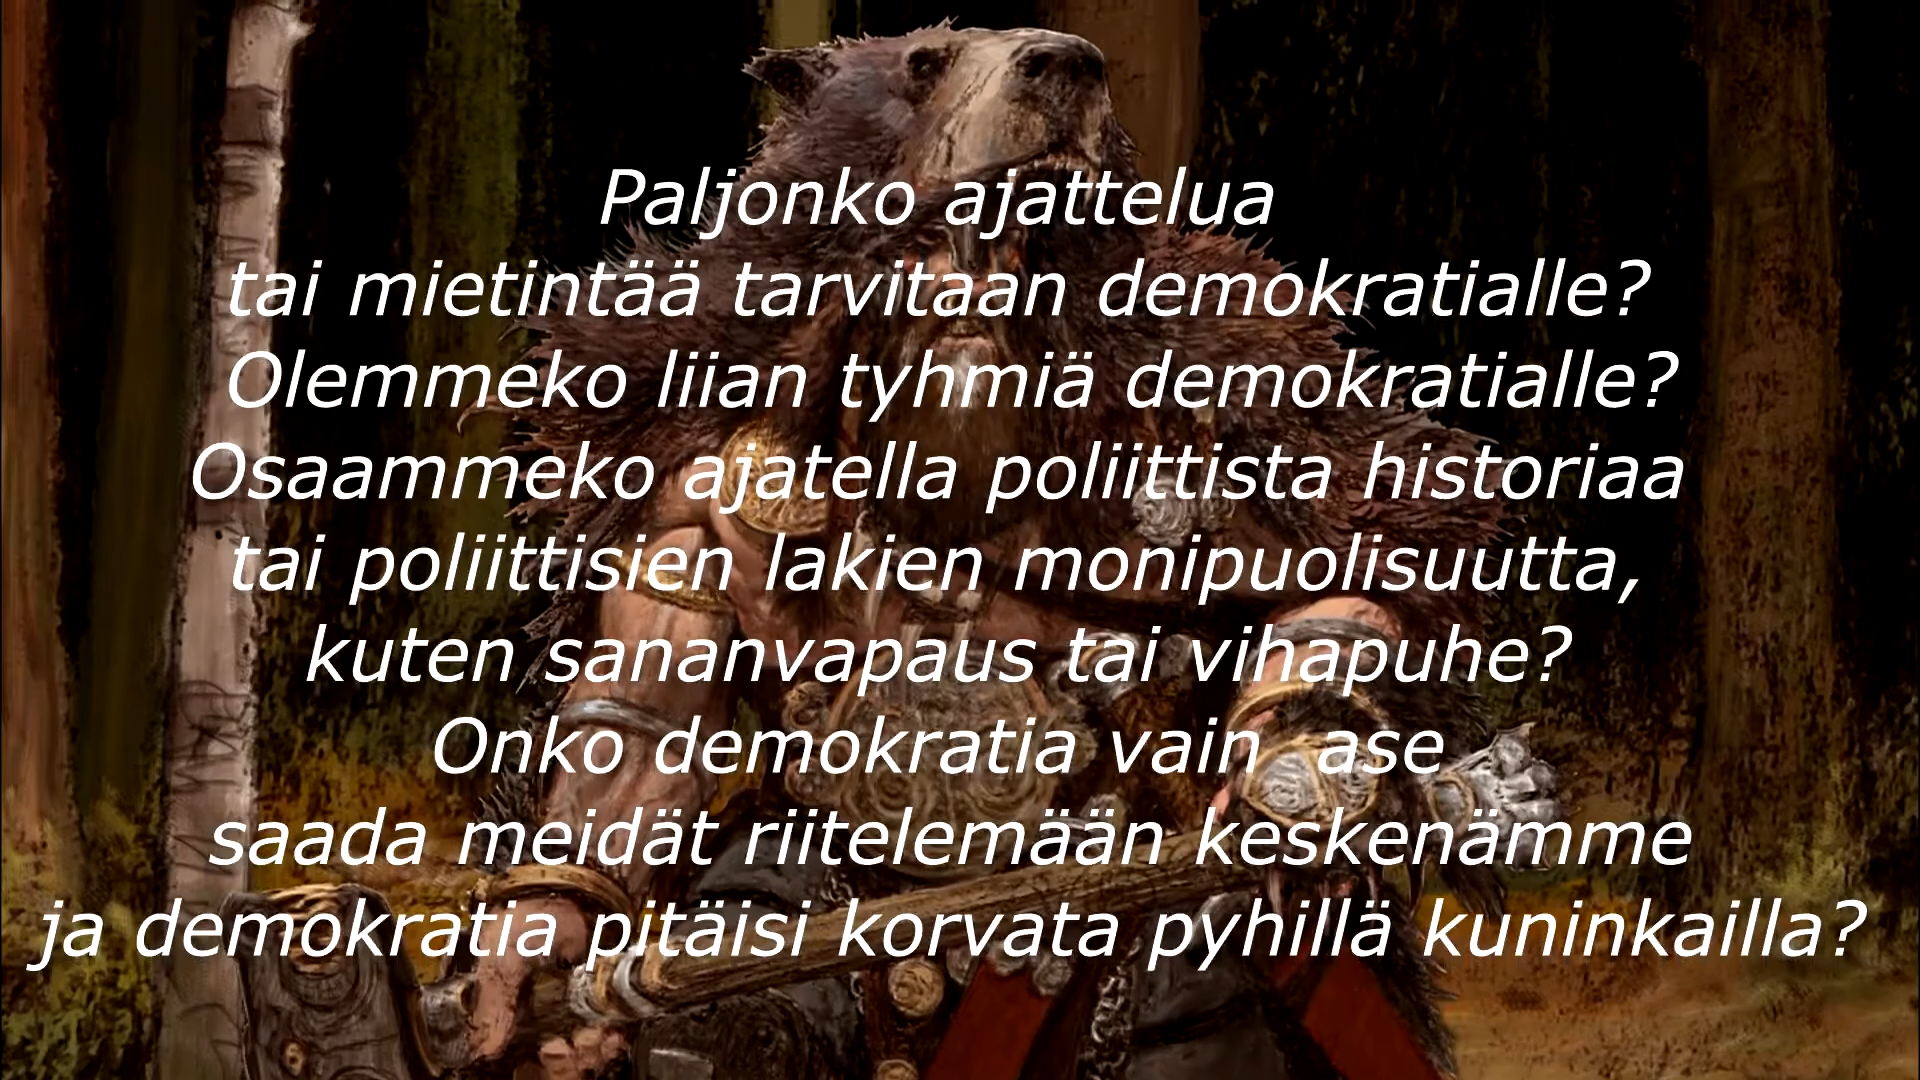 Paljonko ajattelua
tai mietintää tarvitaan demokratialle?
Olemmeko liian tyhmiä demokratialle?
Osaammeko ajatella poliittista historiaa
tai poliittisien lakien monipuolisuutta,
kuten sananvapaus tai vihapuhe?
Onko demokratia vain  ase
saada meidät riitelemään keskenämme
ja demokratia pitäisi korvata pyhillä kuninkailla?